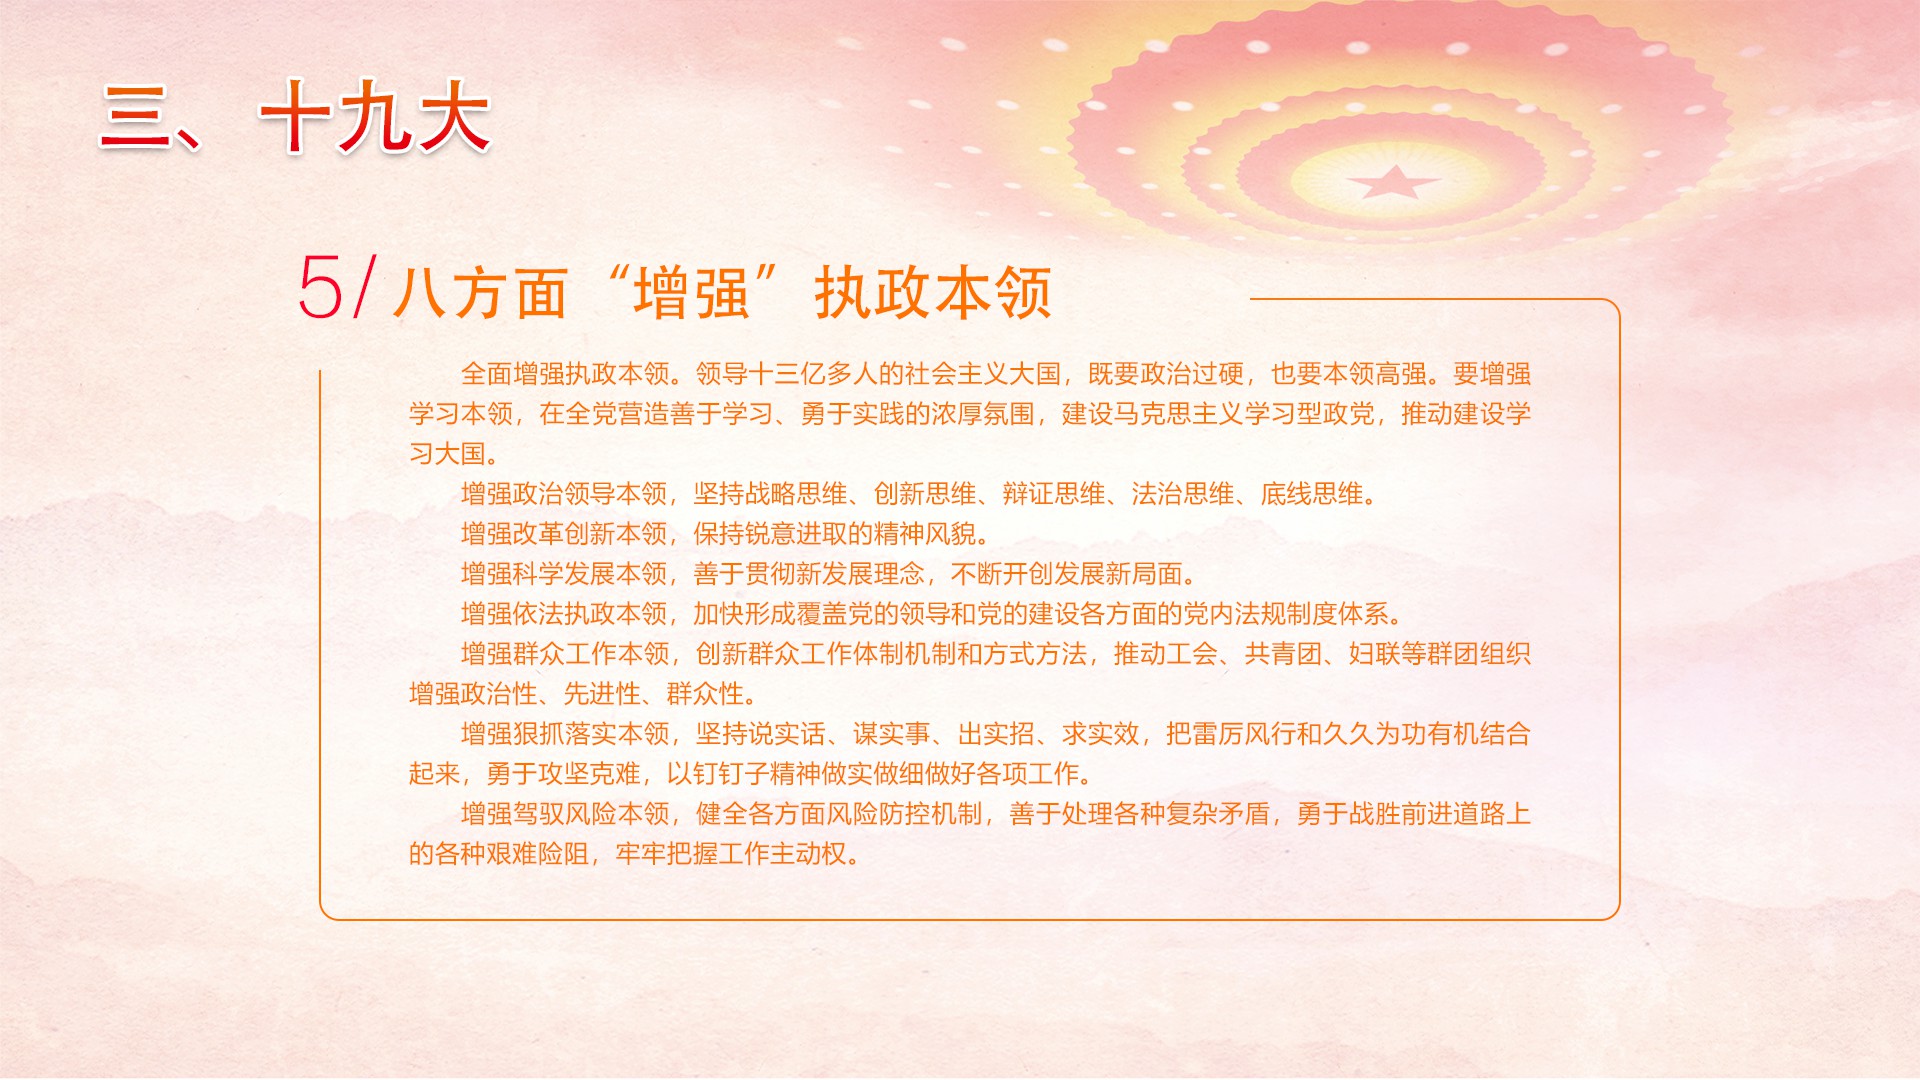 三、十九大
5/八方面“增强”执政本领
全面增强执政本领。领导十三亿多人的社会主义大国，既要政治过硬，也要本领高强。要增强
学习本领，在全党营造善于学习、勇于实践的浓厚氛围，建设马克思主义学习型政党，推动建设学
习大国。
增强政治领导本领，坚持战略思维、创新思维、辩证思维、法治思维、底线思维。
增强改革创新本领，保持锐意进取的精神风貌。
增强科学发展本领，善于贯彻新发展理念，不断开创发展新局面。
增强依法执政本领，加快形成覆盖党的领导和党的建设各方面的党内法规制度体系。
增强群众工作本领，创新群众工作体制机制和方式方法，推动工会、共青团、妇联等群团组织
增强政治性、先进性、群众性。
增强狠抓落实本领，坚持说实话、谋实事、出实招、求实效，把雷厉风行和久久为功有机结合
起来，勇于攻坚克难，以钉钉子精神做实做细做好各项工作。
增强驾驭风险本领，健全各方面风险防控机制，善于处理各种复杂矛盾，勇于战胜前进道路上
的各种艰难险阻，牢牢把握工作主动权。